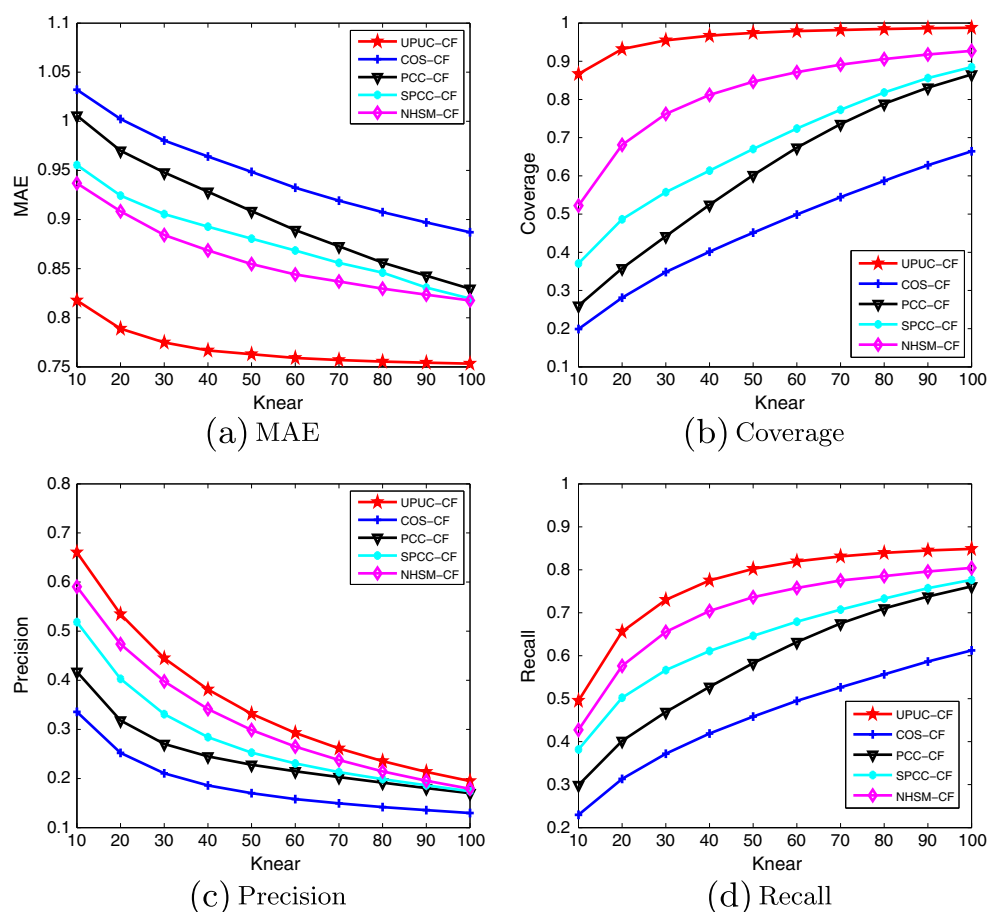 1.1
1.05
1
0.95
0.9
0.85
0.8
0.75
MAE
UPUC−CF
COS−CF
PCC−CF
SPCC−CF
NHSM−CF
10 20 30 40 50 60 70 80 90 100
Knear
(a) MAE
1
0.9
0.8
0.7
0.6
0.5
0.4
0.3
0.2
0.1
Coverage
UPUC−CF
COS−CF
PCC−CF
SPCC−CF
NHSM−CF
10 20 30 40 50 60 70 80 90 100
Knear
(b) Coverage
0.8
0.7
0.6
0.5
0.4
0.3
0.2
0.1
Precision
UPUC−CF
COS−CF
PCC−CF
SPCC−CF
NHSM−CF
10 20 30 40 50 60 70 80 90 100
Knear
(c) Precision
1
0.9
0.8
0.7
0.6
0.5
0.4
0.3
0.2
Recall
UPUC−CF
COS−CF
PCC−CF
SPCC−CF
NHSM−CF
10 20 30 40 50 60 70 80 90 100
Knear
(d) Recall